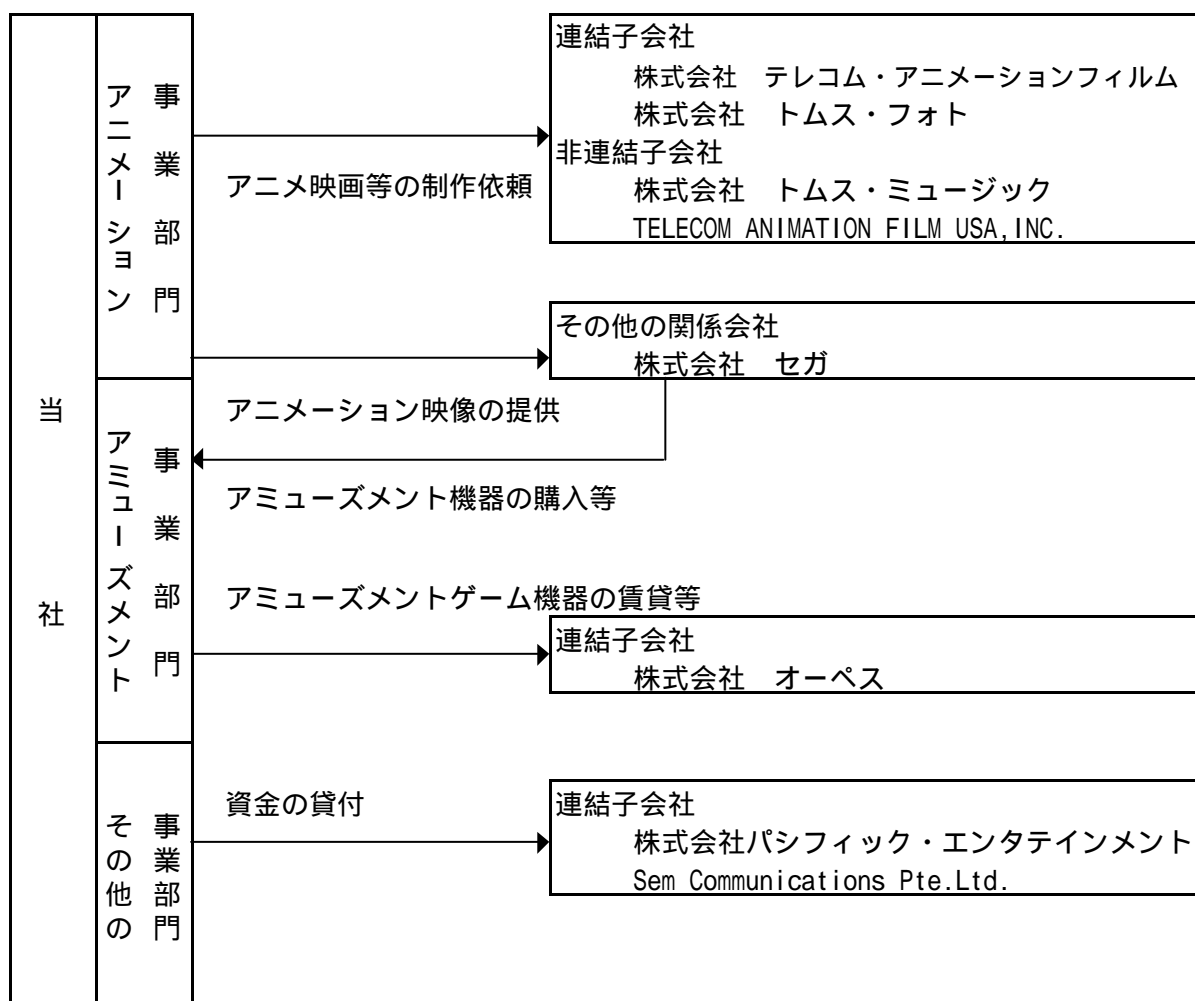 当社
アニメーション
事業部門
アニメ映画等の制作依頼
連結子会社
株式会社　テレコム・アニメーションフィルム
株式会社　トムス・フォト
非連結子会社
株式会社　トムス・ミュージック
TELECOM ANIMATION FILM USA,INC.
その他の関係会社
株式会社　セガ
アニメーション映像の提供
アミューズメント
事業部門
アミューズメント機器の購入等
アミューズメントゲーム機器の賃貸等
連結子会社
株式会社　オーペス
その他の
事業部門
資金の貸付
連結子会社
株式会社パシフィック・エンタテインメント
Sem Communications Pte.Ltd.